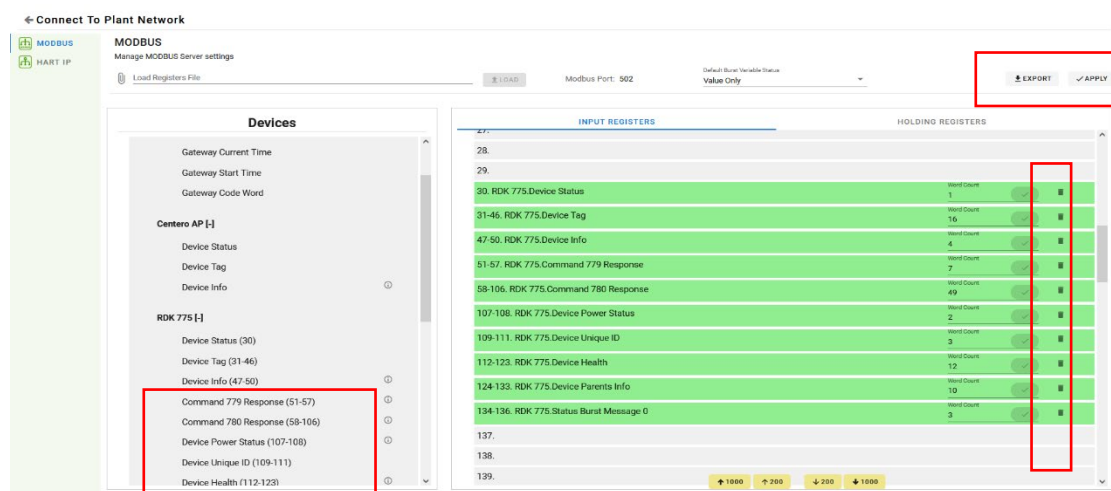 Connect To Plant Network
MODBUS
HART IP
MODBUS
Manage MODBUS Server settings
Load Registers File
LOAD
Modbus Port: 502
Default Burst Variable Status
Value Only
EXPORT
APPLY
Devices
Gateway Current Time
Gateway Start Time
Gateway Code Word
Centero AP [-]
Device Status
Device Tag
Device Info
RDK 775 [-]
Device Status (30)
Device Tag (31-46)
Device Info (47-50)
Command 779 Response (51-57)
Command 780 Response (58-106)
Device Power Status (107-108)
Device Unique ID (109-111)
Device Health (112-123)
INPUT REGISTERS
HOLDING REGISTERS
27.
28.
29.
30. RDK 775.Device Status
Word Count
1
31-46. RDK 775.Device Tag
Word Count
16
47-50. RDK 775.Device Info
Word Count
4
51-57. RDK 775.Command 779 Response
Word Count
7
58-106. RDK 775.Command 780 Response
Word Count
49
107-108. RDK 775.Device Power Status
Word Count
2
109-111. RDK 775.Device Unique ID
Word Count
3
112-123. RDK 775.Device Health
Word Count
12
124-133. RDK 775.Device Parents Info
Word Count
10
134-136. RDK 775.Status Burst Message 0
Word Count
3
137.
138.
139.
1000
200
200
1000